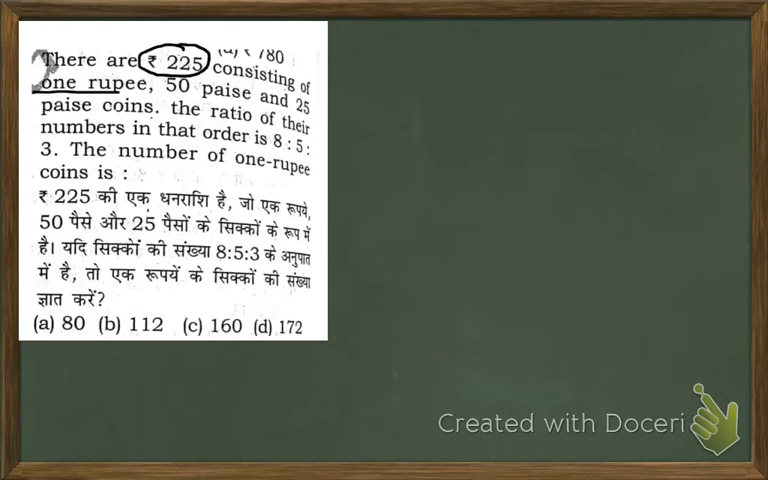 (d) ₹ 780
There are ₹ 225 consisting of
one rupee, 50 paise and 25
paise coins. the ratio of their
numbers in that order is 8 : 5 :
3. The number of one-rupee
coins is :
₹ 225 की एक धनराशि है, जो एक रूपये,
50 पैसे और 25 पैसों के सिक्कों के रूप में
है। यदि सिक्कों की संख्या 8:5:3 के अनुपात
में है, तो एक रूपयें के सिक्कों की संख्या
ज्ञात करें?
(a) 80 (b) 112 (c) 160 (d) 172
Created with Doceri